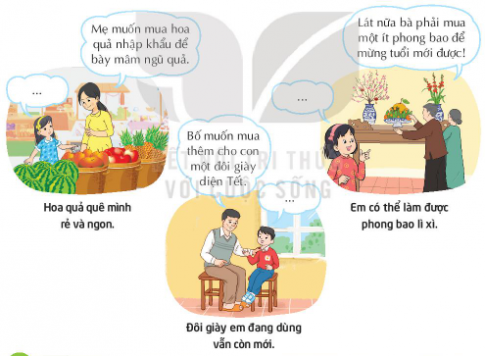 Mẹ muốn mua hoa
quả nhập khẩu để
bày mâm ngũ quả.
...
Hoa quả quê mình
rẻ và ngon.
Bố muốn mua
thêm cho con
một đôi giày
diện Tết.
...
Đôi giày em đang dùng
vẫn còn mới.
Lát nữa bà phải mua
một ít phong bao để
mừng tuổi mới được!
...
Em có thể làm được
phong bao lì xì.
VỚI CUỘC SỐNG